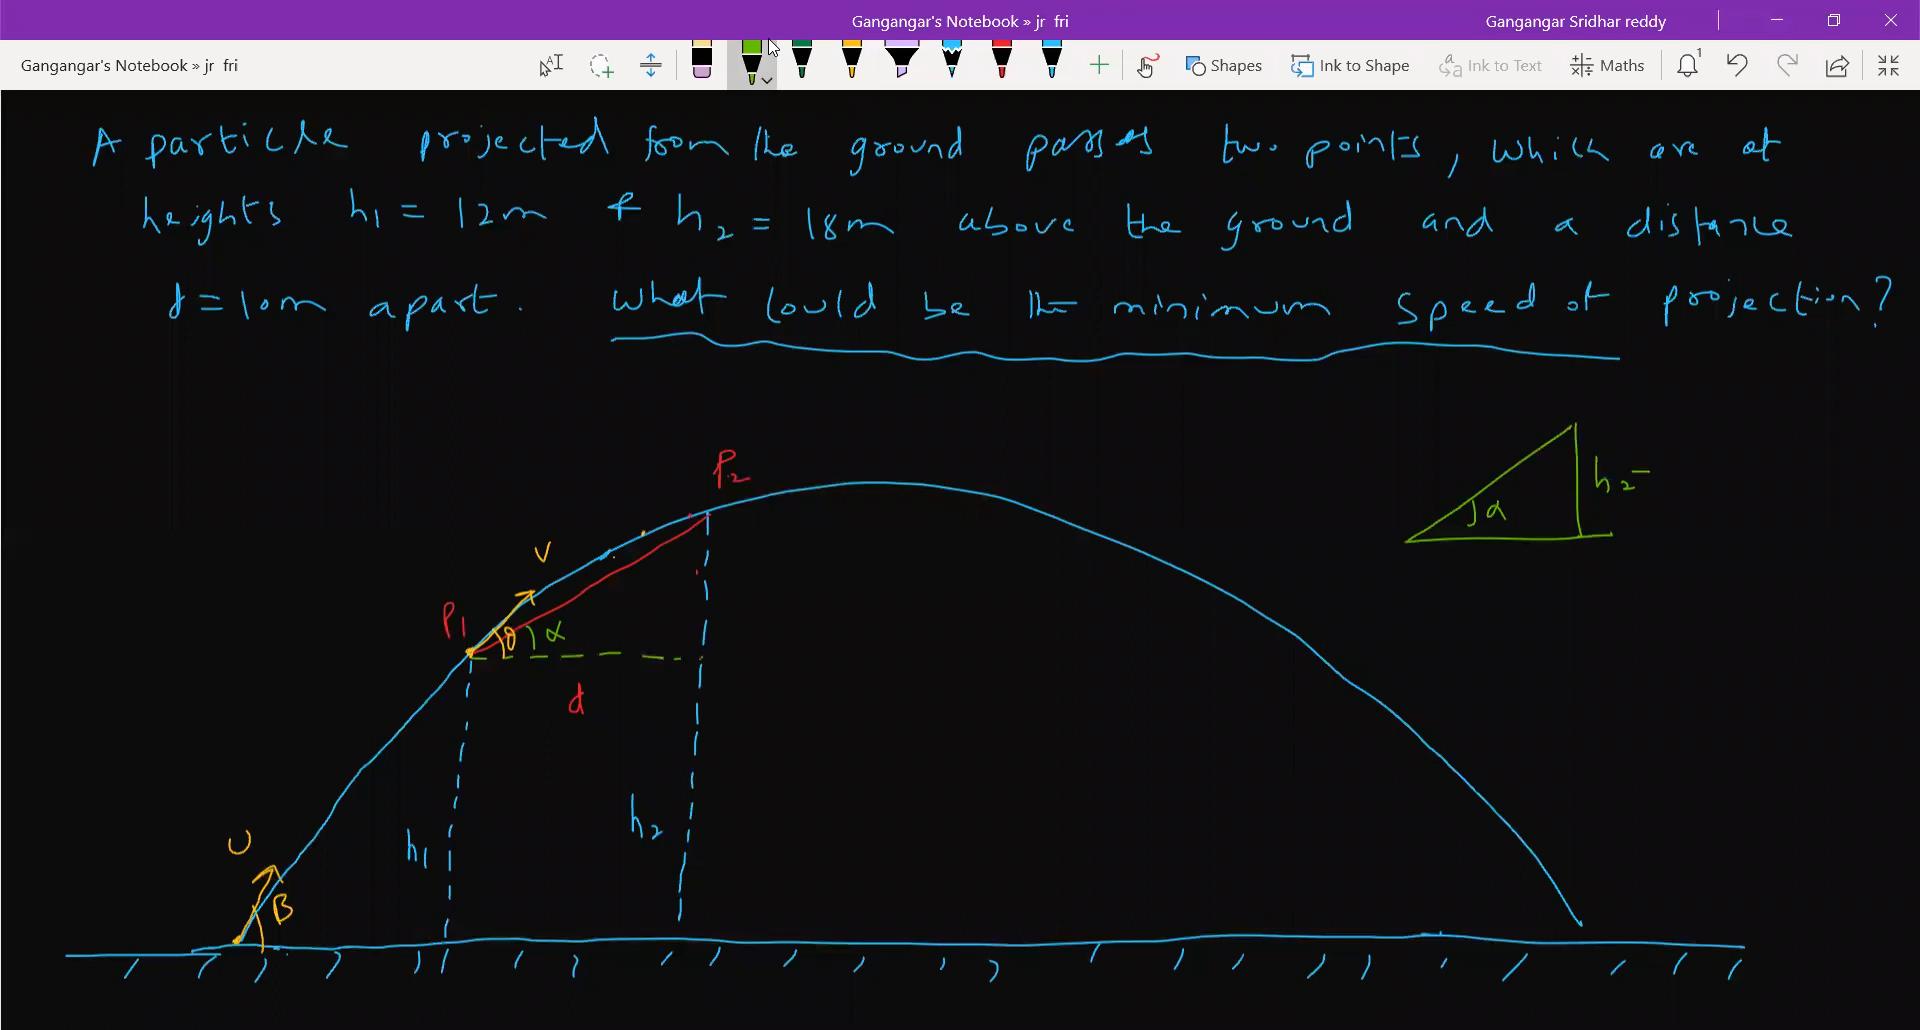 Gangangar's Notebook » jr fri
Gangangar Sridhar reddy
Gangangar's Notebook » jr fri
Shapes
Ink to Shape
Ink to Text
Maths
1
A particle projected from the ground passes two points, which are at
heights h1 = 12m & h2 = 18m above the ground and a distance
d = 10m apart. What could be the minimum speed of projection?
P2
h2-
α
V
P1
θ
α
d
h2
h1
U
β